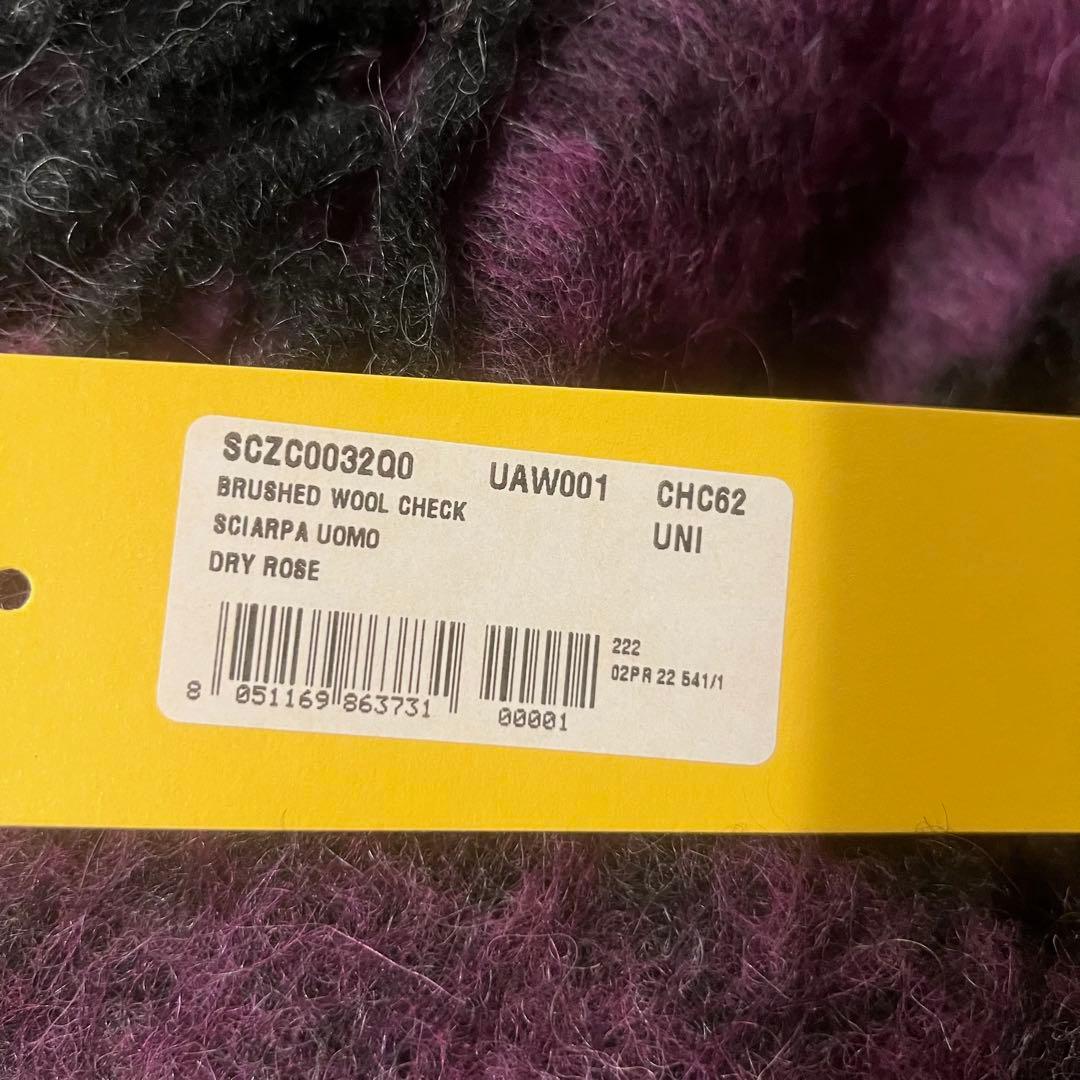 SCZC0032Q0 UAW001 CHC62
BRUSHED WOOL CHECK UNI
SCIARPA UOMO
DRY ROSE
222
02PR 22 541/1
8 051169 863731 00001